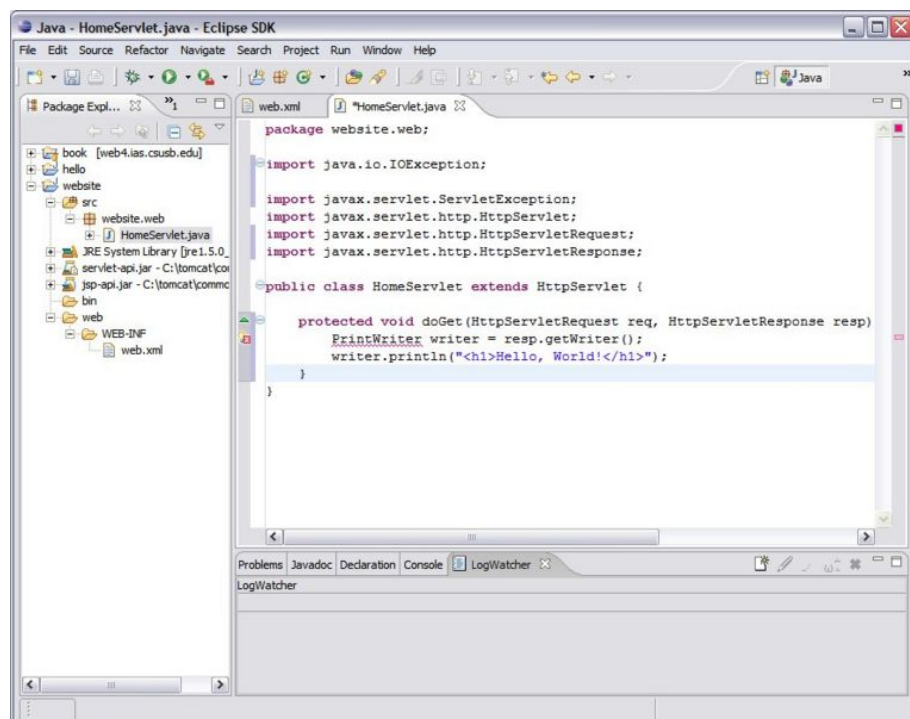 Java - HomeServlet.java - Eclipse SDK
File Edit Source Refactor Navigate Search Project Run Window Help
Java
Package Expl... »1
web.xml *HomeServlet.java
book [web4.ias.csusb.edu]
hello
website
src
website.web
HomeServlet.java
JRE System Library [jre1.5.0_
servlet-api.jar - C:\tomcat\co
jsp-api.jar - C:\tomcat\commc
bin
web
WEB-INF
web.xml
package website.web;
import java.io.IOException;
import javax.servlet.ServletException;
import javax.servlet.http.HttpServlet;
import javax.servlet.http.HttpServletRequest;
import javax.servlet.http.HttpServletResponse;
public class HomeServlet extends HttpServlet {
protected void doGet(HttpServletRequest req, HttpServletResponse resp)
PrintWriter writer = resp.getWriter();
writer.println("<h1>Hello, World!</h1>");
}
}
Problems Javadoc Declaration Console LogWatcher
LogWatcher